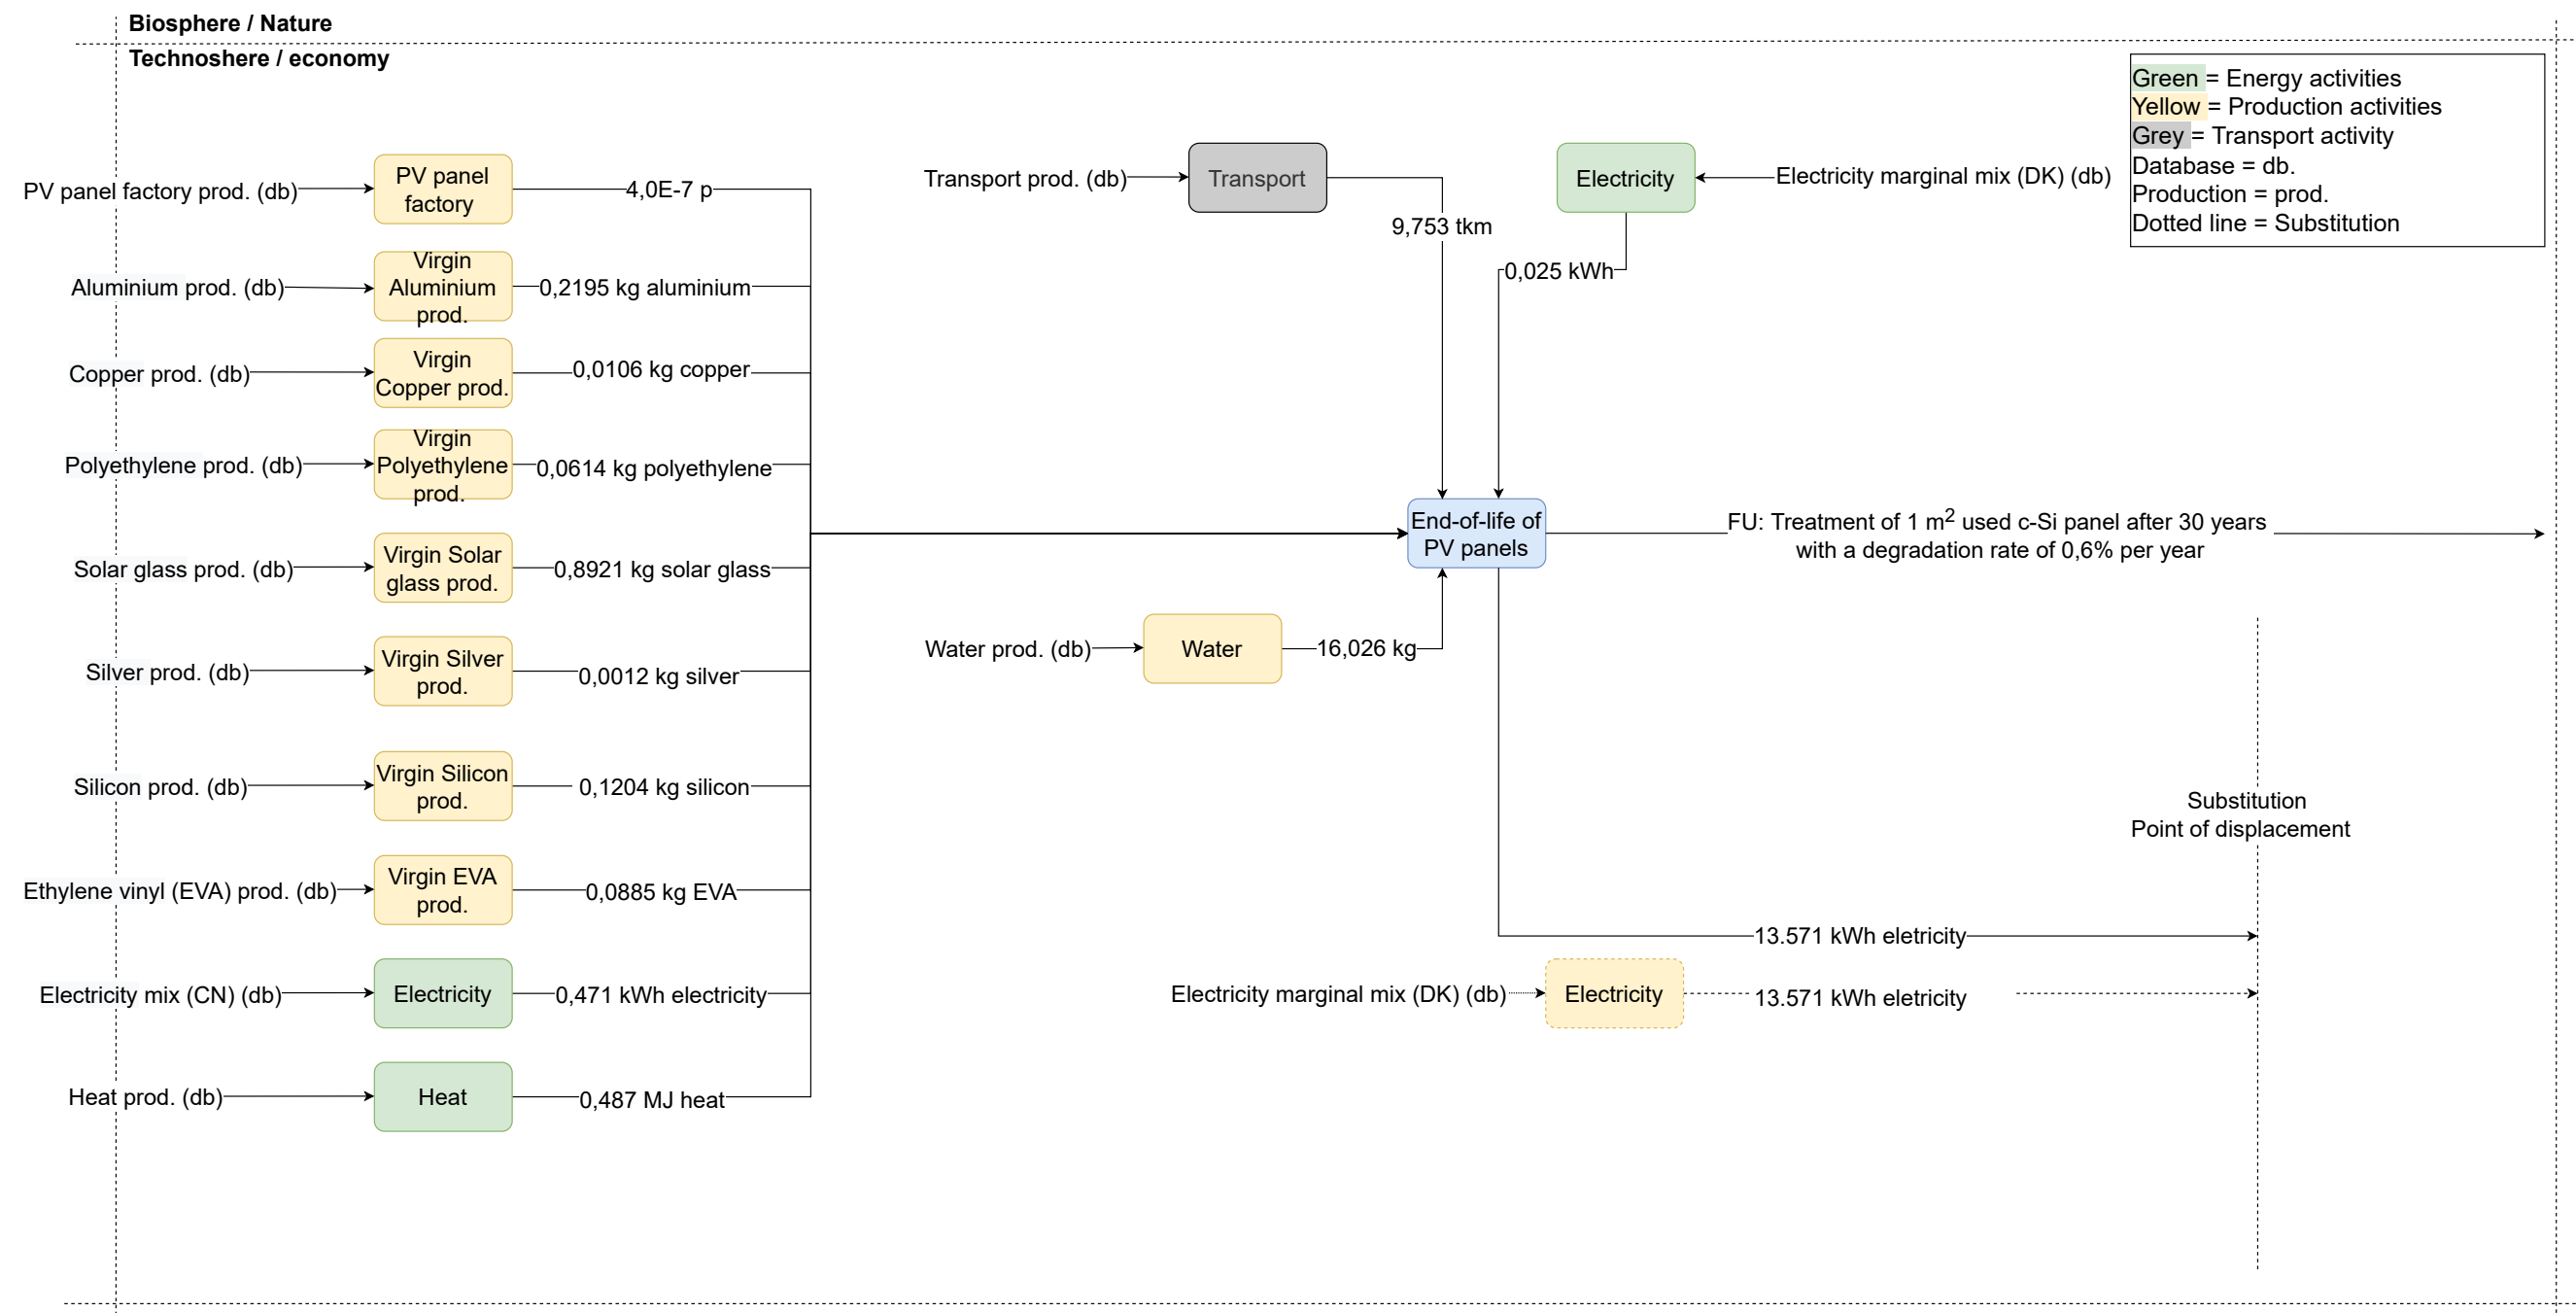 Biosphere / Nature
Technoshere / economy
Green = Energy activities
Yellow = Production activities
Grey = Transport activity
Database = db.
Production = prod.
Dotted line = Substitution
PV panel factory prod. (db)
PV panel
factory
4,0E-7 p
Transport prod. (db)
Transport
9,753 tkm
Electricity
Electricity marginal mix (DK) (db)
0,025 kWh
Aluminium prod. (db)
Virgin
Aluminium
prod.
0,2195 kg aluminium
Copper prod. (db)
Virgin
Copper prod.
0,0106 kg copper
Polyethylene prod. (db)
Virgin
Polyethylene
prod.
0,0614 kg polyethylene
Solar glass prod. (db)
Virgin Solar
glass prod.
0,8921 kg solar glass
End-of-life of
PV panels
FU: Treatment of 1 m2 used c-Si panel after 30 years
with a degradation rate of 0,6% per year
Silver prod. (db)
Virgin Silver
prod.
0,0012 kg silver
Water prod. (db)
Water
16,026 kg
Silicon prod. (db)
Virgin Silicon
prod.
0,1204 kg silicon
Substitution
Point of displacement
Ethylene vinyl (EVA) prod. (db)
Virgin EVA
prod.
0,0885 kg EVA
13.571 kWh eletricity
Electricity mix (CN) (db)
Electricity
0,471 kWh electricity
Electricity marginal mix (DK) (db)
Electricity
13.571 kWh eletricity
Heat prod. (db)
Heat
0,487 MJ heat